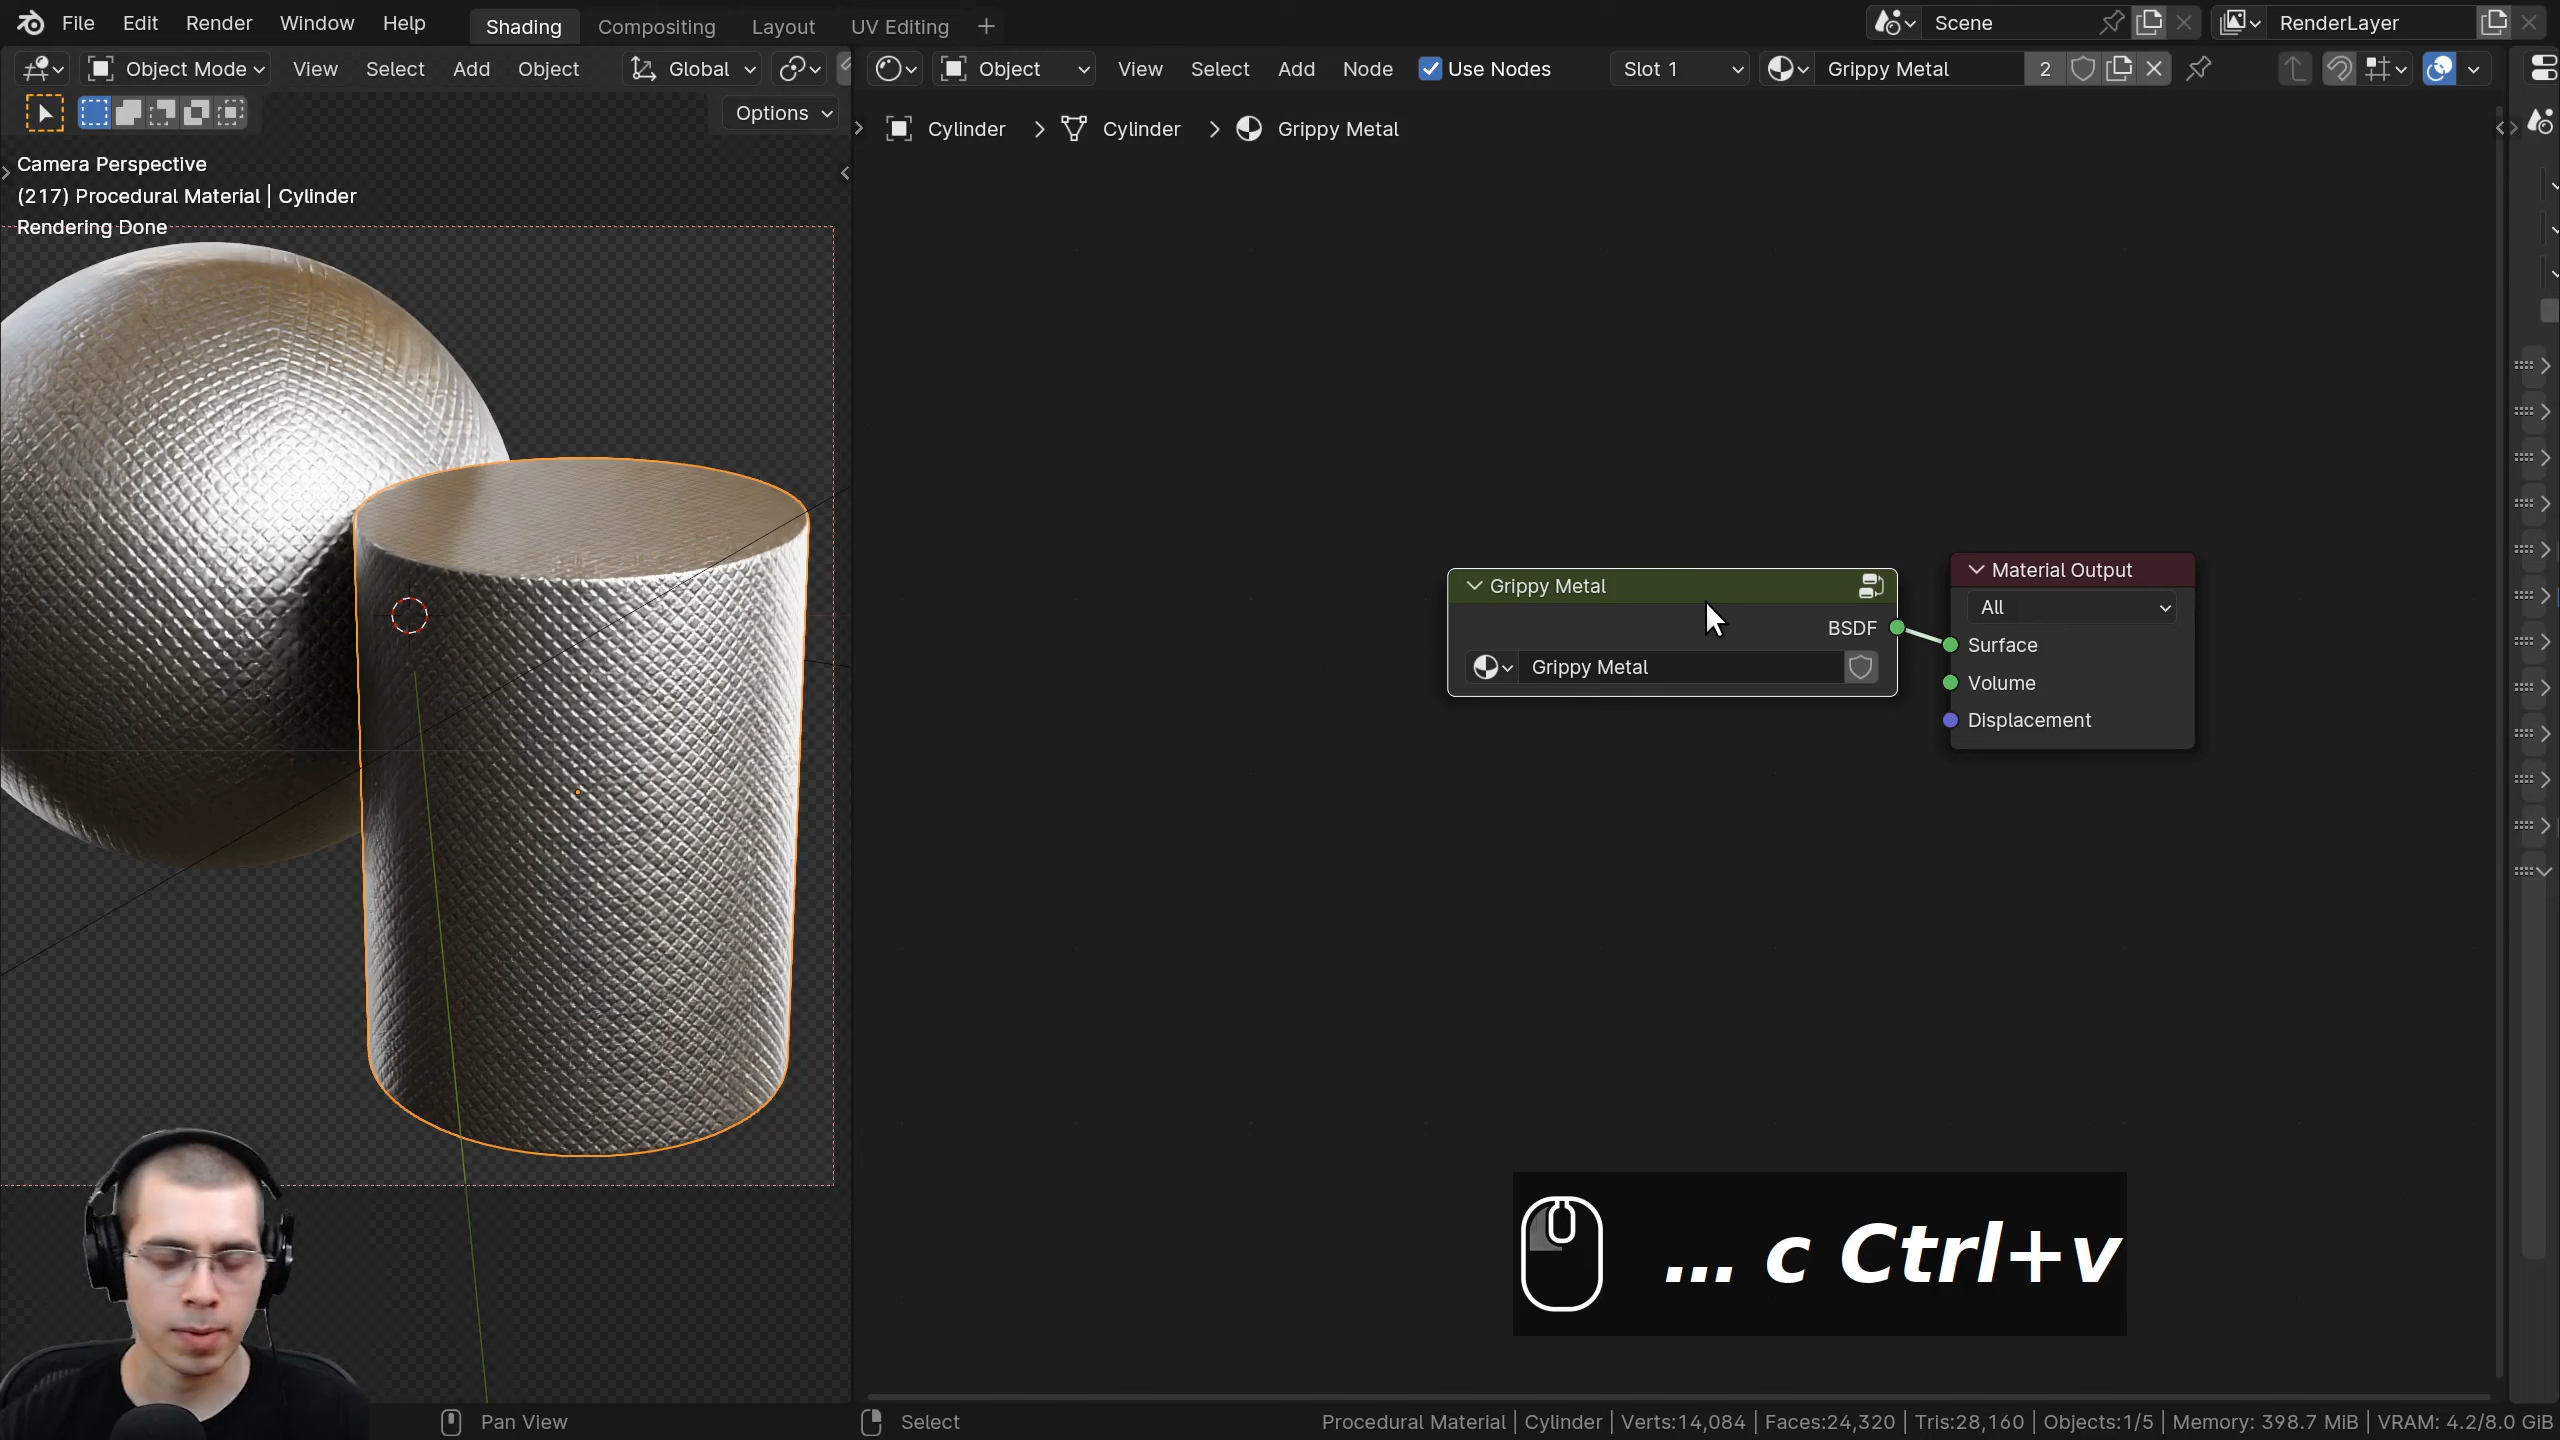 File Edit Render Window Help Shading Compositing Layout UV Editing + Scene RenderLayer
Object Mode View Select Add Object Global Object View Select Add Node Use Nodes Slot 1 Grippy Metal 2
Options
Cylinder > Cylinder > Grippy Metal
Camera Perspective
(217) Procedural Material | Cylinder
Rendering Done
Grippy Metal
BSDF
Grippy Metal
Material Output
All
Surface
Volume
Displacement
... c Ctrl+v
Pan View Select Procedural Material | Cylinder | Verts:14,084 | Faces:24,320 | Tris:28,160 | Objects:1/5 | Memory: 398.7 MiB | VRAM: 4.2/8.0 GiB